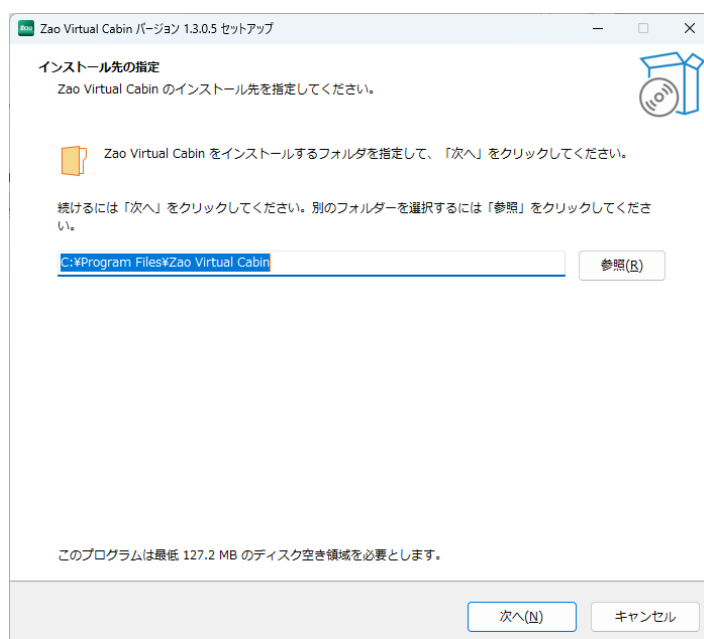 Zao Virtual Cabin バージョン 1.3.0.5 セットアップ
インストール先の指定
Zao Virtual Cabin のインストール先を指定してください。
Zao Virtual Cabin をインストールするフォルダを指定して、「次へ」をクリックしてください。
続けるには「次へ」をクリックしてください。別のフォルダーを選択するには「参照」をクリックしてくださ
い。
C:¥Program Files¥Zao Virtual Cabin
参照(R)
このプログラムは最低 127.2 MB のディスク空き領域を必要とします。
次へ(N)
キャンセル